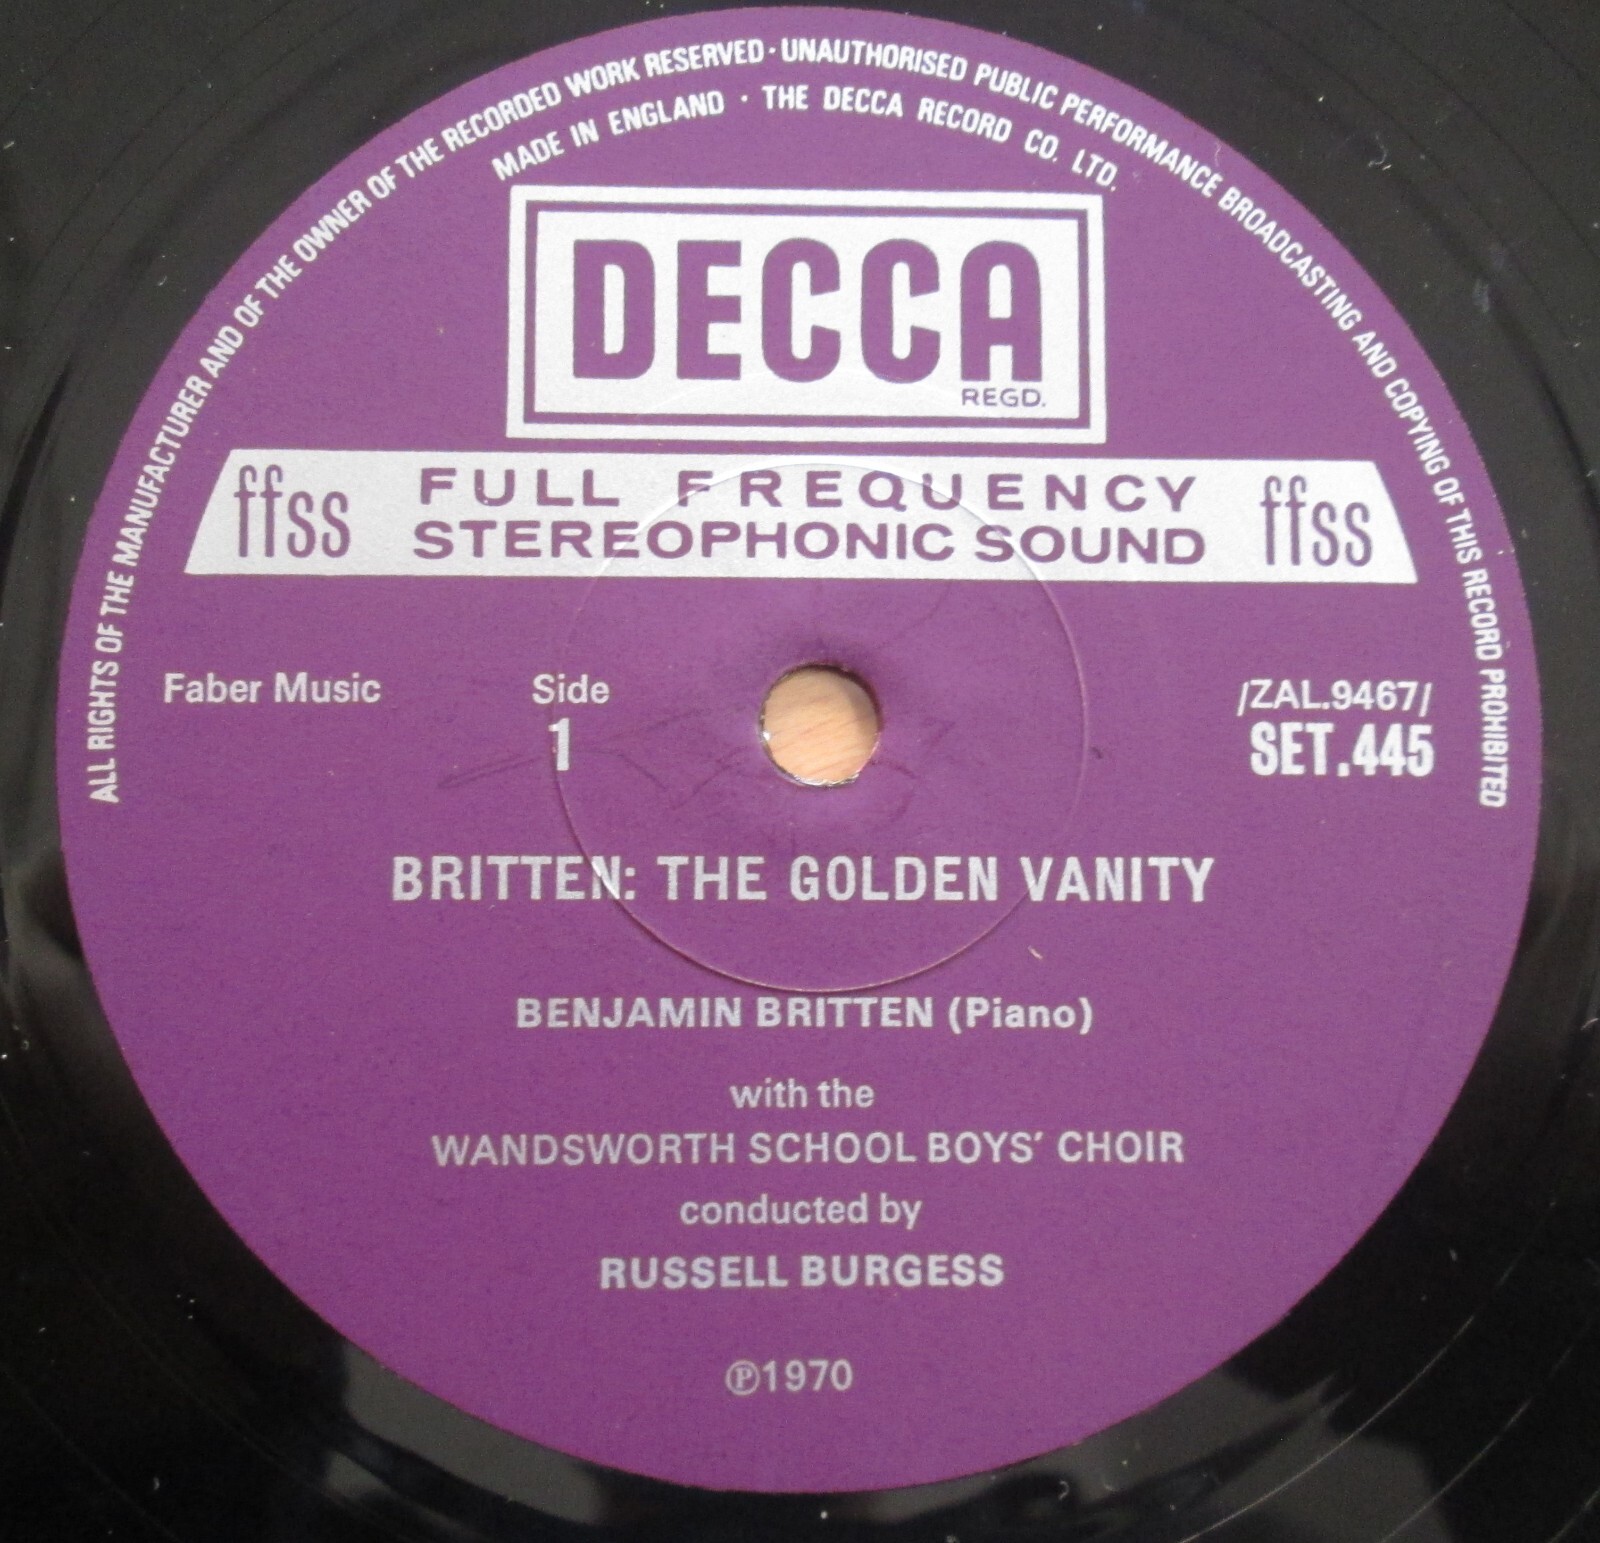 ALL RIGHTS OF THE MANUFACTURER AND OF THE OWNER OF THE RECORDED WORK RESERVED · UNAUTHORISED PUBLIC PERFORMANCE BROADCASTING AND COPYING OF THIS RECORD PROHIBITED
MADE IN ENGLAND · THE DECCA RECORD CO. LTD.
DECCA
REGD.
ffss FULL FREQUENCY STEREOPHONIC SOUND ffss
Faber Music
Side
1
/ZAL.9467/
SET.445
BRITTEN: THE GOLDEN VANITY
BENJAMIN BRITTEN (Piano)
with the
WANDSWORTH SCHOOL BOYS' CHOIR
conducted by
RUSSELL BURGESS
℗1970